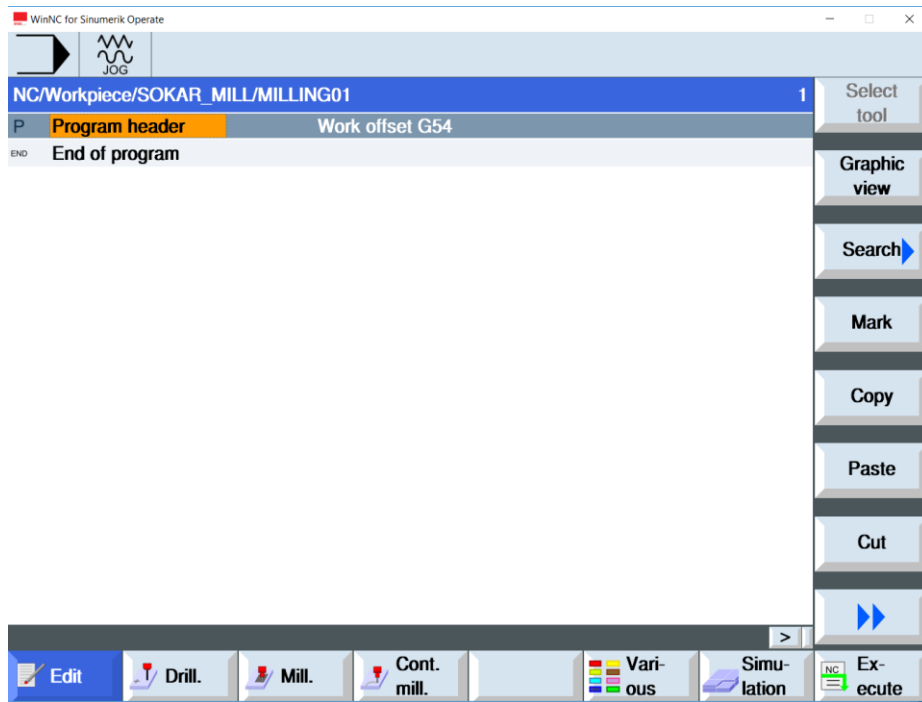 WinNC for Sinumerik Operate
JOG
NC/Workpiece/SOKAR_MILL/MILLING01 1
P Program header Work offset G54
END End of program
Select
tool
Graphic
view
Search
Mark
Copy
Paste
Cut
>
Edit
Drill.
Mill.
Cont.
mill.
Vari-
ous
Simu-
lation
NC Ex-
ecute